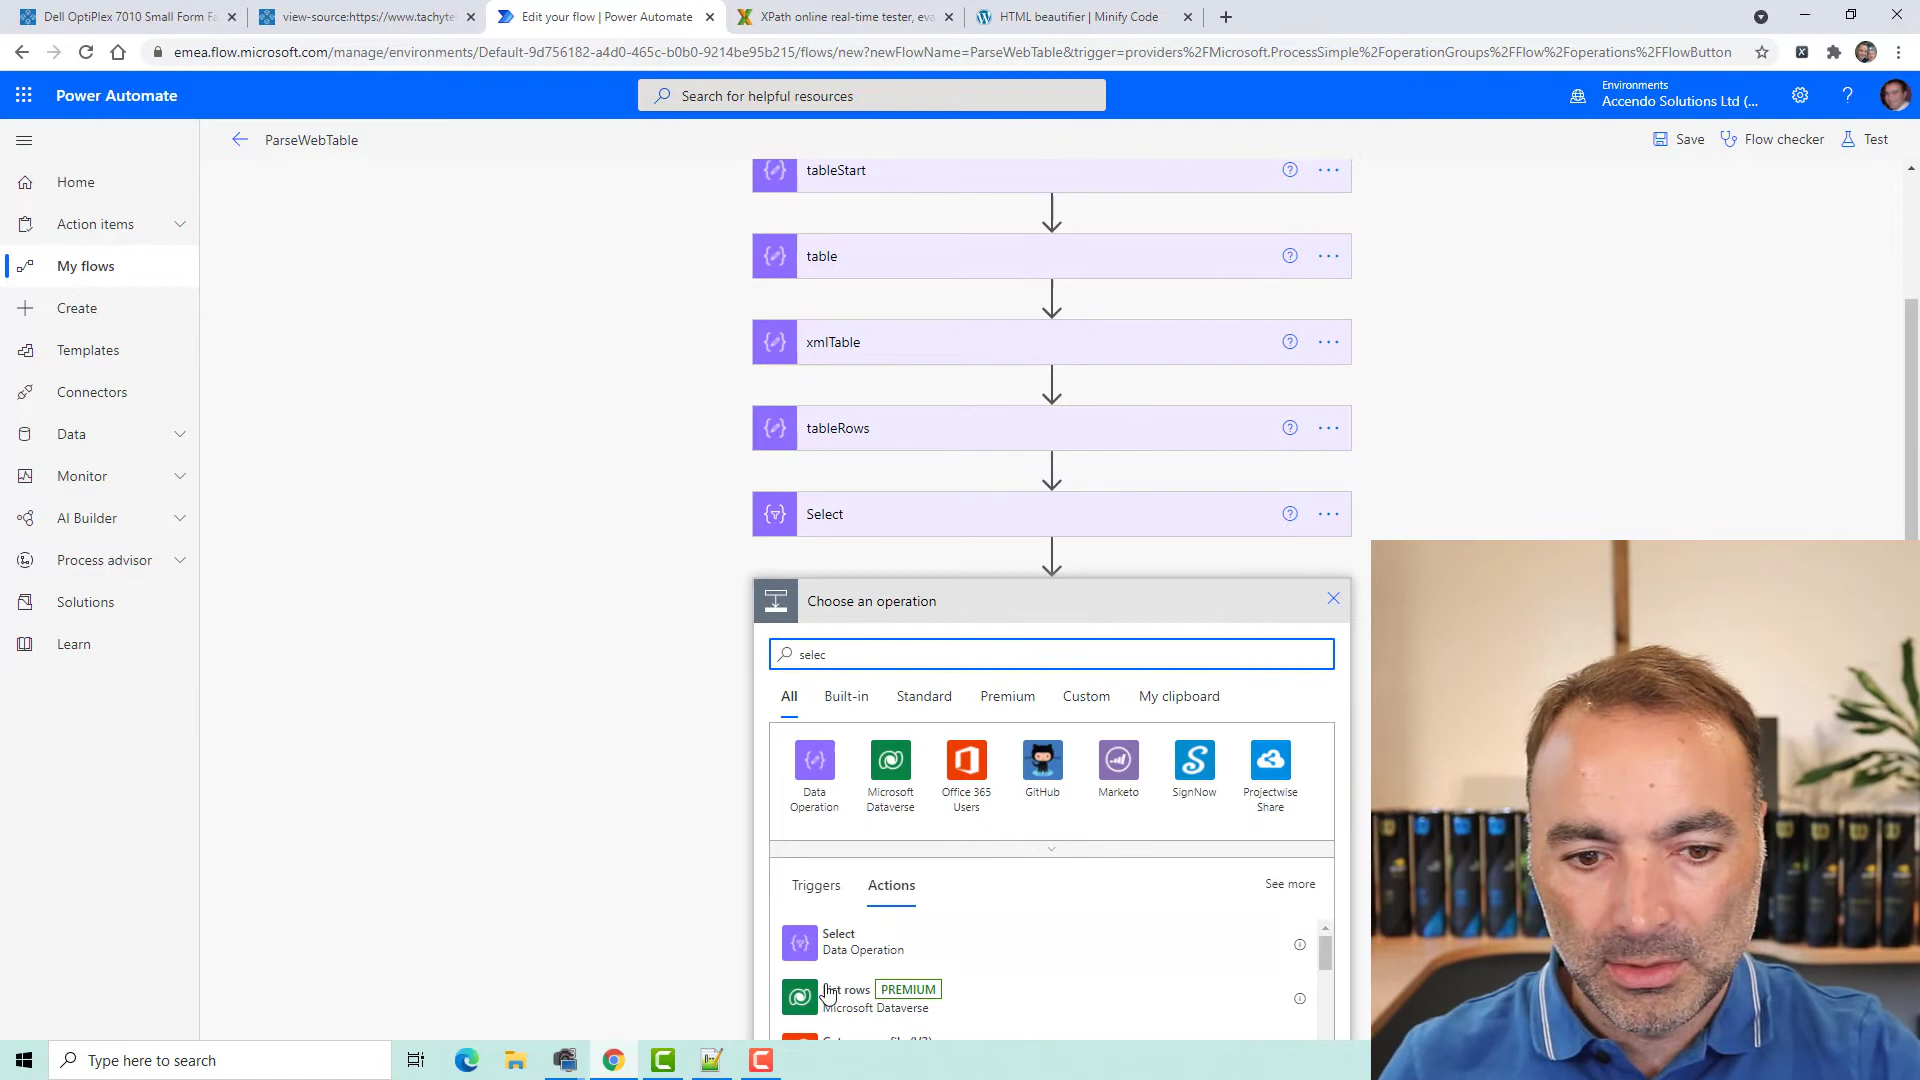 Dell OptiPlex 7010 Small Form Fa
view-source:https://www.tachyte
Edit your flow | Power Automate
XPath online real-time tester, eva
HTML beautifier | Minify Code
emea.flow.microsoft.com/manage/environments/Default-9d756182-a4d0-465c-b0b0-9214be95b215/flows/new?newFlowName=ParseWebTable&trigger=providers%2FMicrosoft.ProcessSimple%2FoperationGroups%2FFlow%2Foperations%2FFlowButton
Power Automate
Search for helpful resources
Environments
Accendo Solutions Ltd (...
ParseWebTable
Save
Flow checker
Test
Home
Action items
My flows
Create
Templates
Connectors
Data
Monitor
AI Builder
Process advisor
Solutions
Learn
tableStart
table
xmlTable
tableRows
Select
Choose an operation
selec
All
Built-in
Standard
Premium
Custom
My clipboard
Data Operation
Microsoft Dataverse
Office 365 Users
GitHub
Marketo
SignNow
Projectwise Share
Triggers
Actions
See more
Select
Data Operation
rows PREMIUM
Microsoft Dataverse
Type here to search